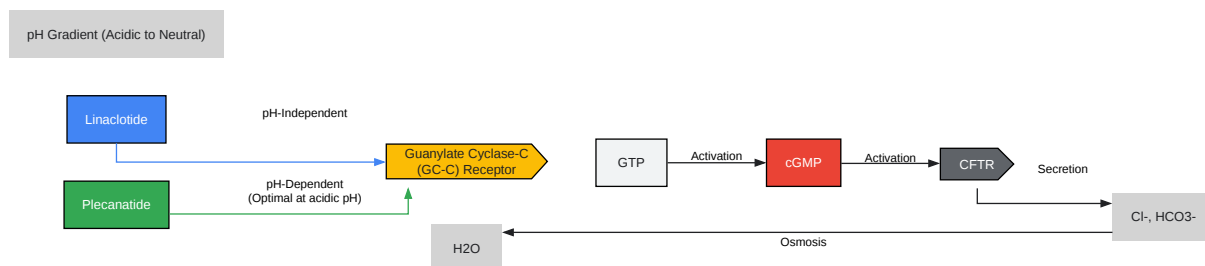 pH Gradient (Acidic to Neutral)
Linaclotide
pH-Independent
Guanylate Cyclase-C
(GC-C) Receptor
GTP
Activation
cGMP
Activation
CFTR
Secretion
Plecanatide
pH-Dependent
(Optimal at acidic pH)
Cl-, HCO3-
H2O
Osmosis